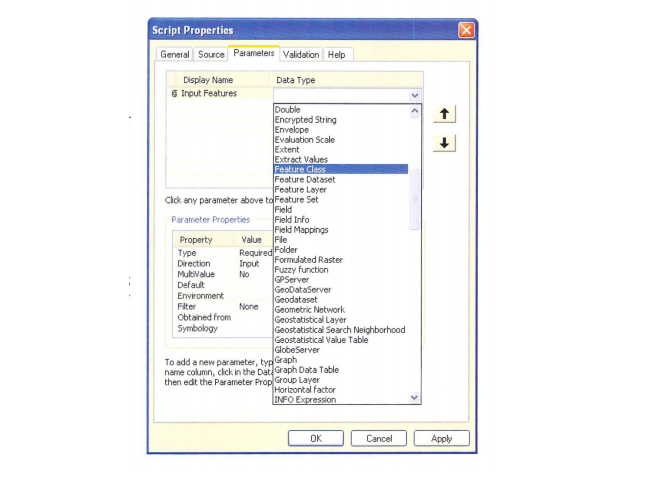 Script Properties
General Source Parameters Validation Help
Display Name Data Type
Input Features
Double
Encrypted String
Envelope
Evaluation Scale
Extent
Extract Values
Feature Class
Feature Dataset
Feature Layer
Feature Set
Field
Field Info
Field Mappings
File
Folder
Formulated Raster
Fuzzy function
GPServer
GeoDataServer
Geodataset
Geometric Network
Geostatistical Layer
Geostatistical Search Neighborhood
Geostatistical Value Table
GlobeServer
Graph
Graph Data Table
Group Layer
Horizontal factor
INFO Expression
Click any parameter above to
Parameter Properties
Property Value
Type Required
Direction Input
MultiValue No
Default
Environment
Filter None
Obtained from
Symbology
To add a new parameter, typ
name column, click in the Data
then edit the Parameter Prop
OK Cancel Apply